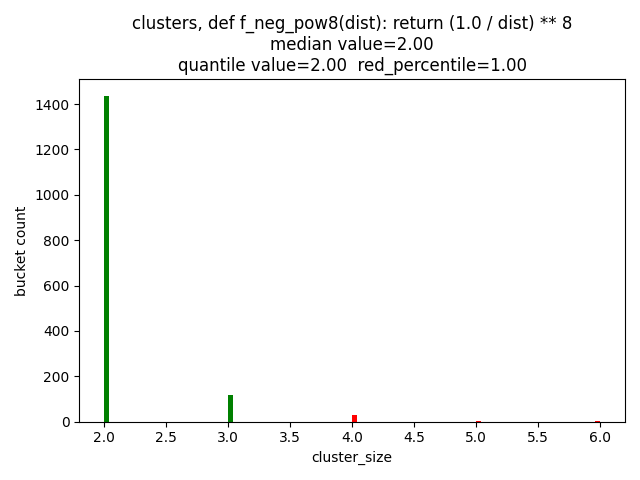 clusters, def f_neg_pow8(dist): return (1.0 / dist) ** 8
median value=2.00
quantile value=2.00  red_percentile=1.00
1400
1200
1000
800
600
400
200
0
bucket count
2.0 2.5 3.0 3.5 4.0 4.5 5.0 5.5 6.0
cluster_size